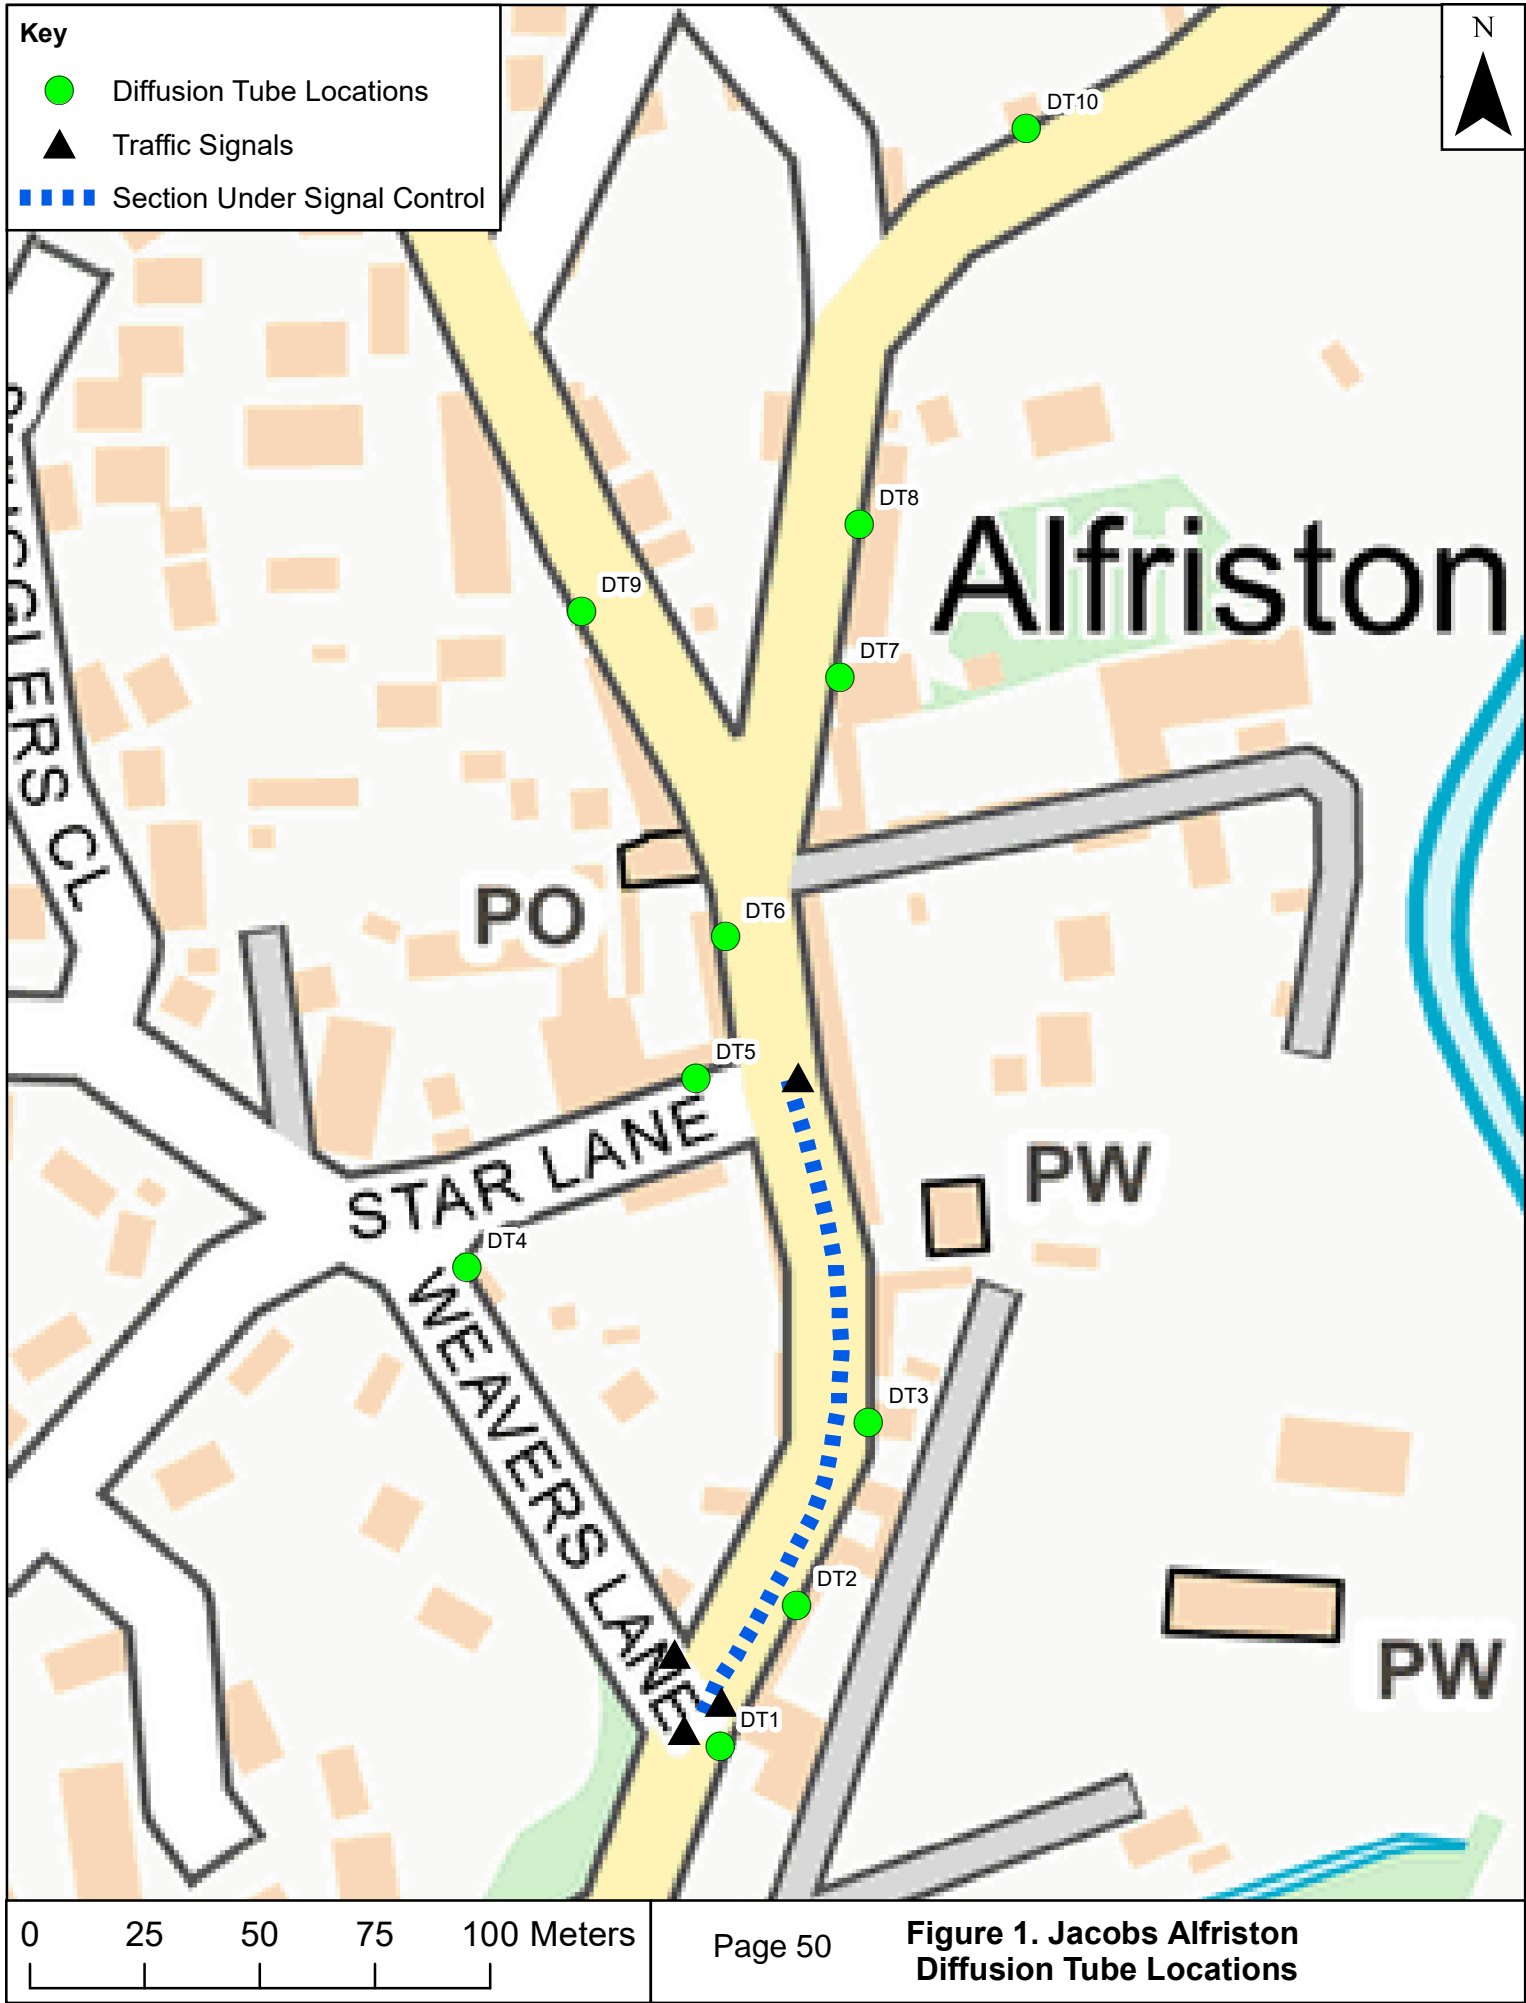 Key
Diffusion Tube Locations
Traffic Signals
Section Under Signal Control
N
DT10
DT8
Alfriston
DT9
DT7
ERS CL
PO
DT6
DT5
STAR LANE
PW
DT4
WEAVERS LANE
DT3
DT2
PW
DT1
0 25 50 75 100 Meters
Page 50
Figure 1. Jacobs Alfriston
Diffusion Tube Locations